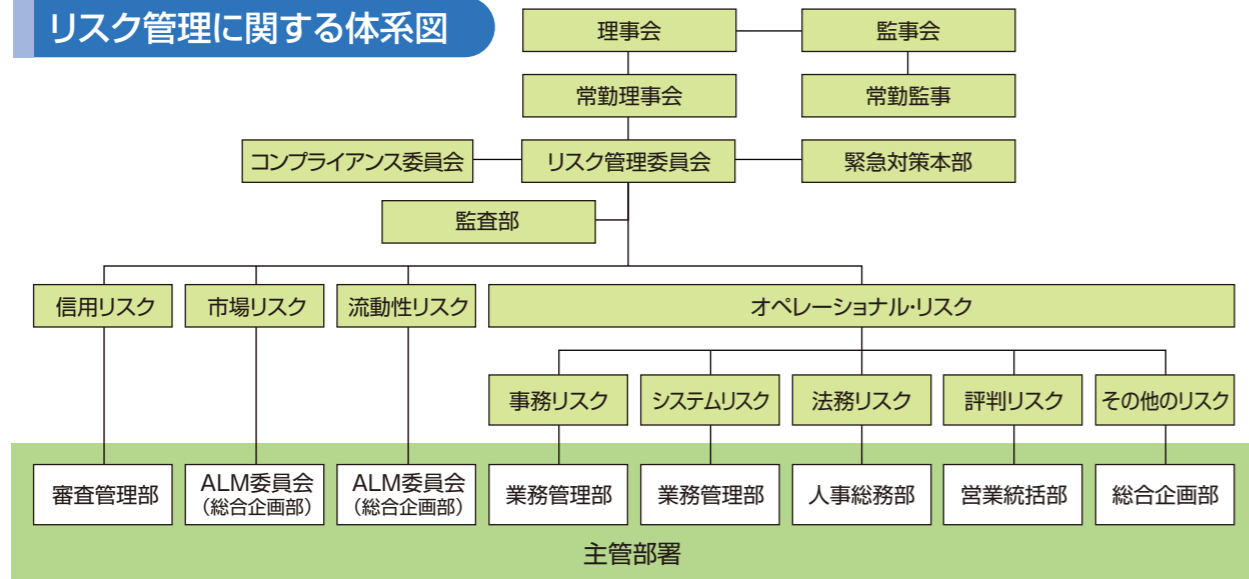 リスク管理に関する体系図
理事会
監事会
常勤理事会
常勤監事
コンプライアンス委員会
リスク管理委員会
緊急対策本部
監査部
信用リスク
市場リスク
流動性リスク
オペレーショナル・リスク
事務リスク
システムリスク
法務リスク
評判リスク
その他のリスク
審査管理部
ALM委員会
（総合企画部）
ALM委員会
（総合企画部）
業務管理部
業務管理部
人事総務部
営業統括部
総合企画部
主管部署